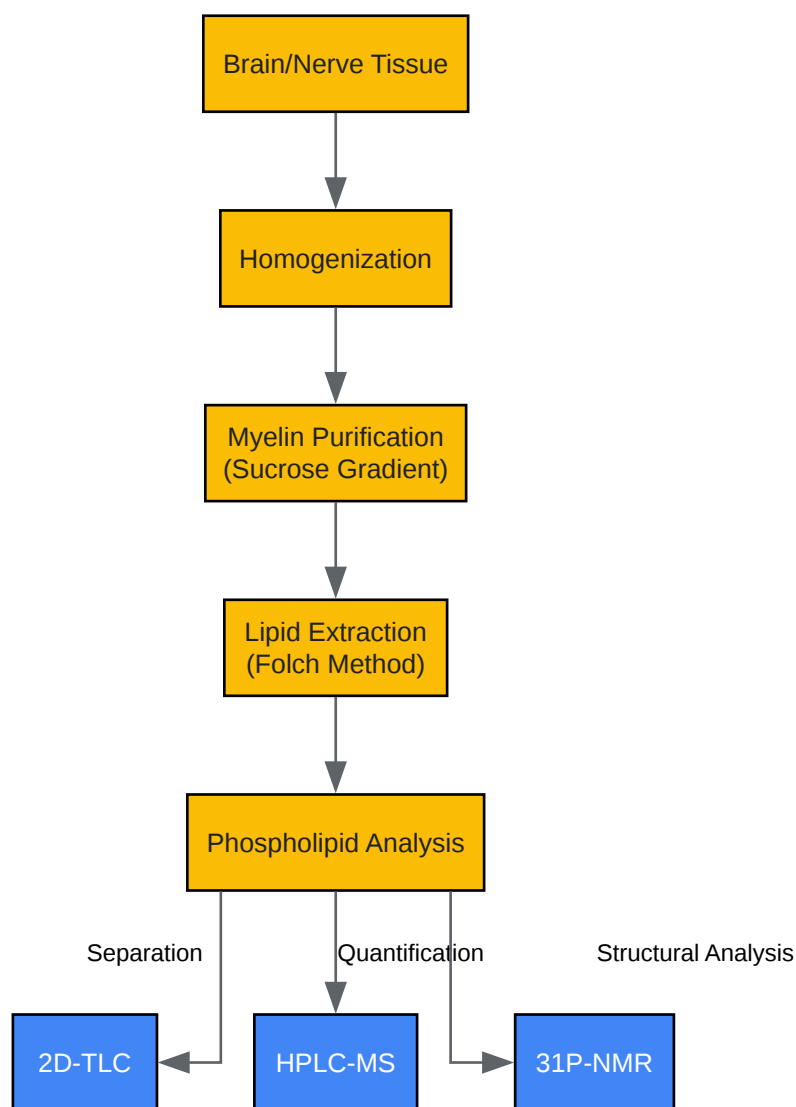 Brain/Nerve Tissue
Homogenization
Myelin Purification
(Sucrose Gradient)
Lipid Extraction
(Folch Method)
Phospholipid Analysis
Separation
Quantification
Structural Analysis
2D-TLC
HPLC-MS
31P-NMR